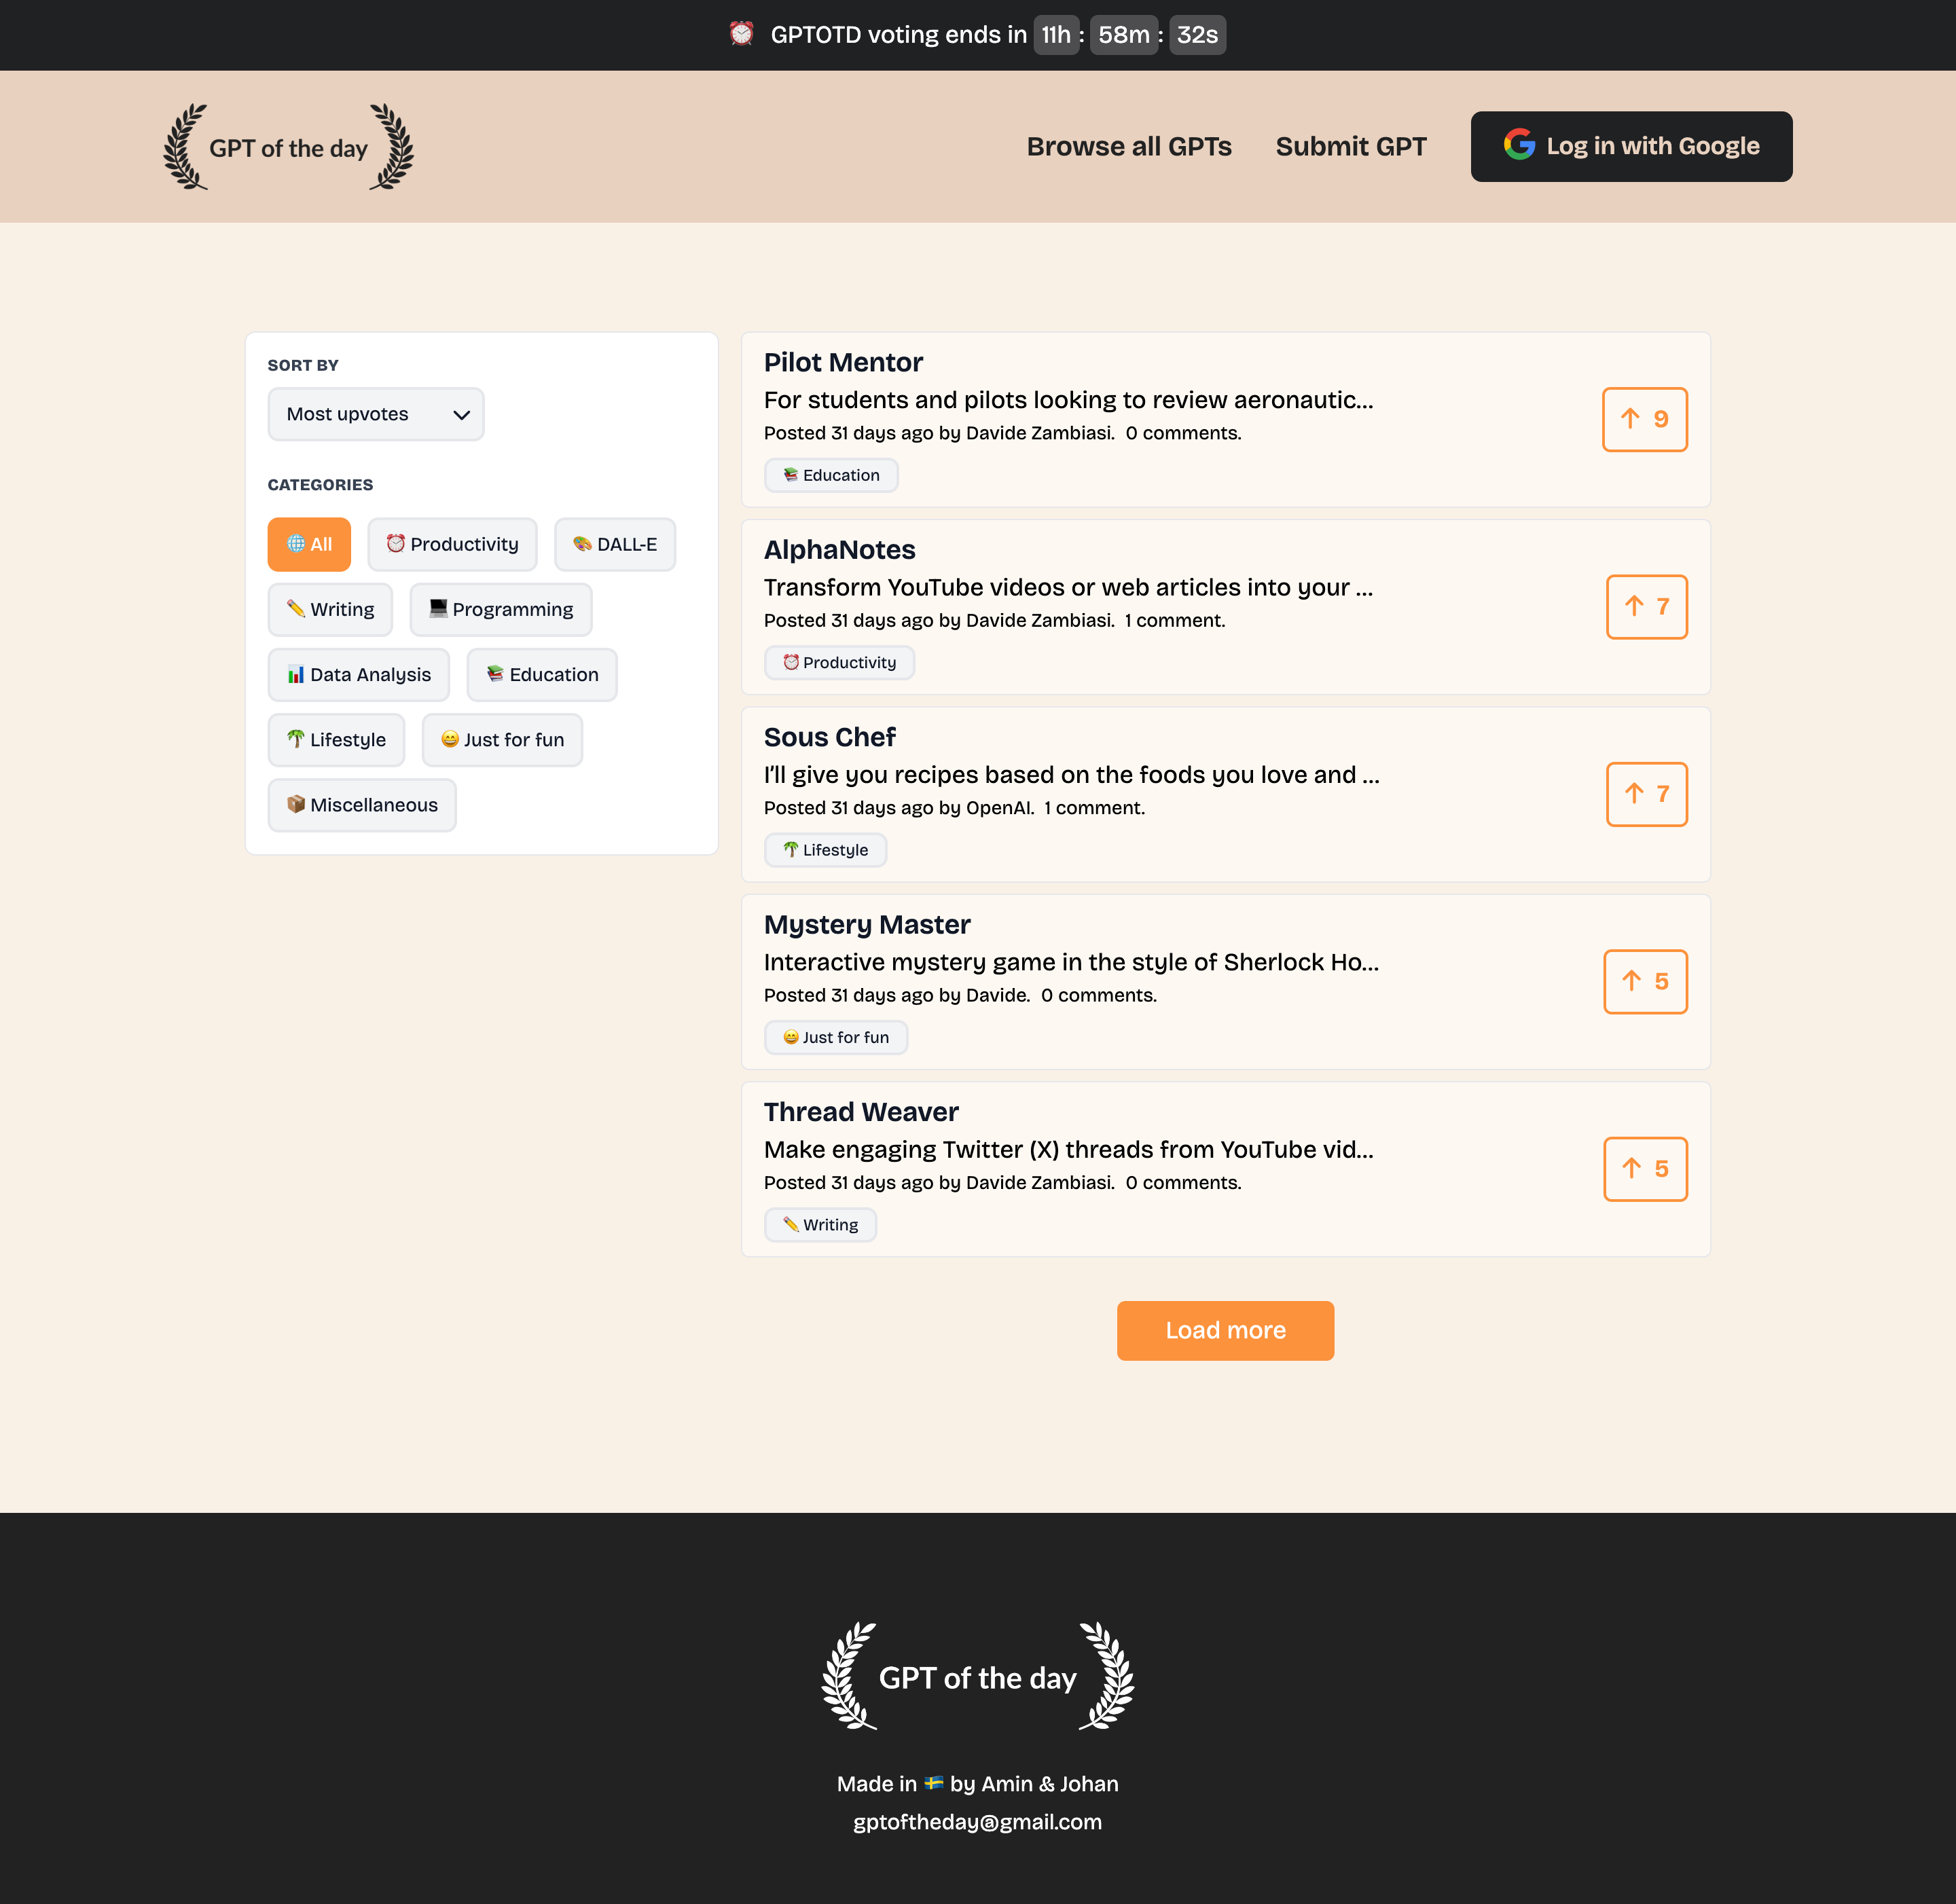 ⏰ GPTOTD voting ends in 11h : 58m : 32s
GPT of the day
Browse all GPTs
Submit GPT
Log in with Google
SORT BY
Most upvotes
CATEGORIES
🌐 All
⏰ Productivity
🎨 DALL-E
✏️ Writing
💻 Programming
📊 Data Analysis
📚 Education
🌴 Lifestyle
😄 Just for fun
📦 Miscellaneous
Pilot Mentor
For students and pilots looking to review aeronautic...
Posted 31 days ago by Davide Zambiasi. 0 comments.
📚 Education
↑ 9
AlphaNotes
Transform YouTube videos or web articles into your ...
Posted 31 days ago by Davide Zambiasi. 1 comment.
⏰ Productivity
↑ 7
Sous Chef
I'll give you recipes based on the foods you love and ...
Posted 31 days ago by OpenAI. 1 comment.
🌴 Lifestyle
↑ 7
Mystery Master
Interactive mystery game in the style of Sherlock Ho...
Posted 31 days ago by Davide. 0 comments.
😄 Just for fun
↑ 5
Thread Weaver
Make engaging Twitter (X) threads from YouTube vid...
Posted 31 days ago by Davide Zambiasi. 0 comments.
✏️ Writing
↑ 5
Load more
GPT of the day
Made in 🇸🇪 by Amin & Johan
gptoftheday@gmail.com